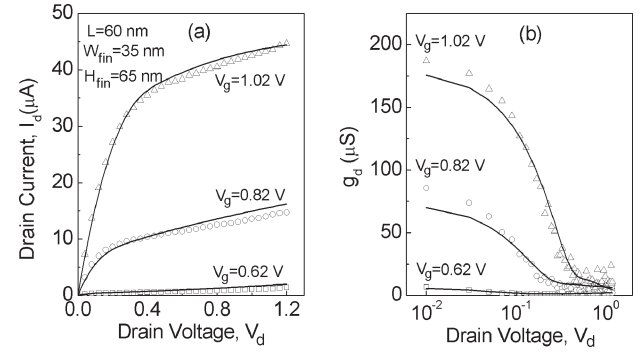 (a)
L=60 nm
W_fin=35 nm
H_fin=65 nm
V_g=1.02 V
V_g=0.82 V
V_g=0.62 V
50
40
30
20
10
0
0.0 0.4 0.8 1.2
Drain Current, I_d(μA)
Drain Voltage, V_d
(b)
V_g=1.02 V
V_g=0.82 V
V_g=0.62 V
200
150
100
50
0
10^-2 10^-1 10^0
g_d (μS)
Drain Voltage, V_d